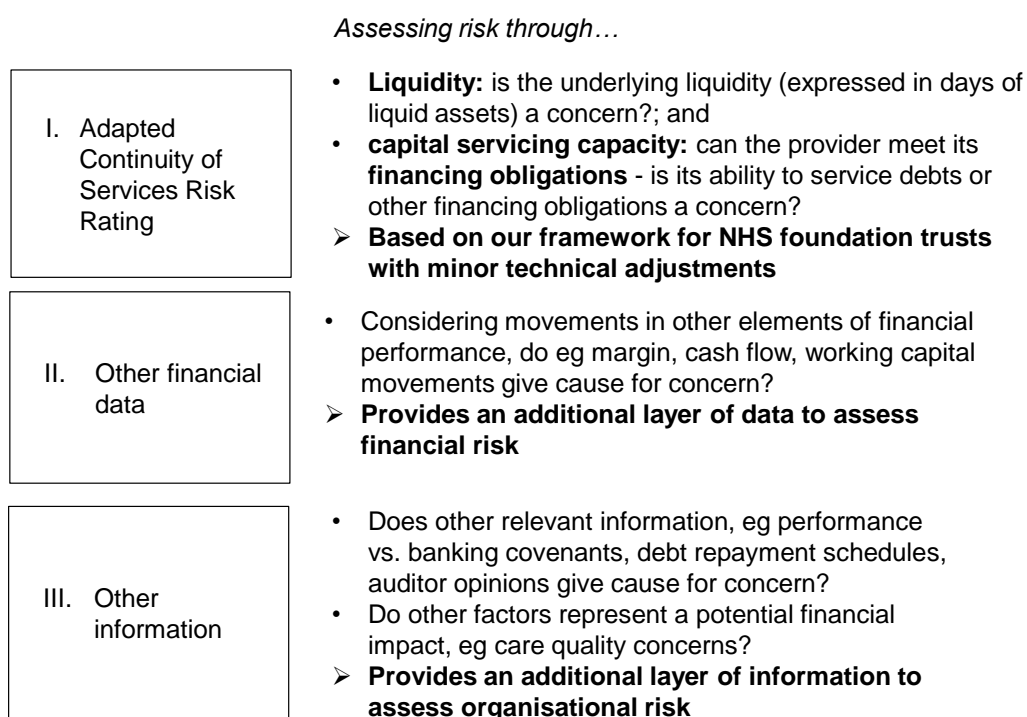 Assessing risk through…
I. Adapted
Continuity of
Services Risk
Rating
• Liquidity: is the underlying liquidity (expressed in days of
liquid assets) a concern?; and
• capital servicing capacity: can the provider meet its
financing obligations - is its ability to service debts or
other financing obligations a concern?
➢ Based on our framework for NHS foundation trusts
with minor technical adjustments
II. Other financial
data
• Considering movements in other elements of financial
performance, do eg margin, cash flow, working capital
movements give cause for concern?
➢ Provides an additional layer of data to assess
financial risk
III. Other
information
• Does other relevant information, eg performance
vs. banking covenants, debt repayment schedules,
auditor opinions give cause for concern?
• Do other factors represent a potential financial
impact, eg care quality concerns?
➢ Provides an additional layer of information to
assess organisational risk